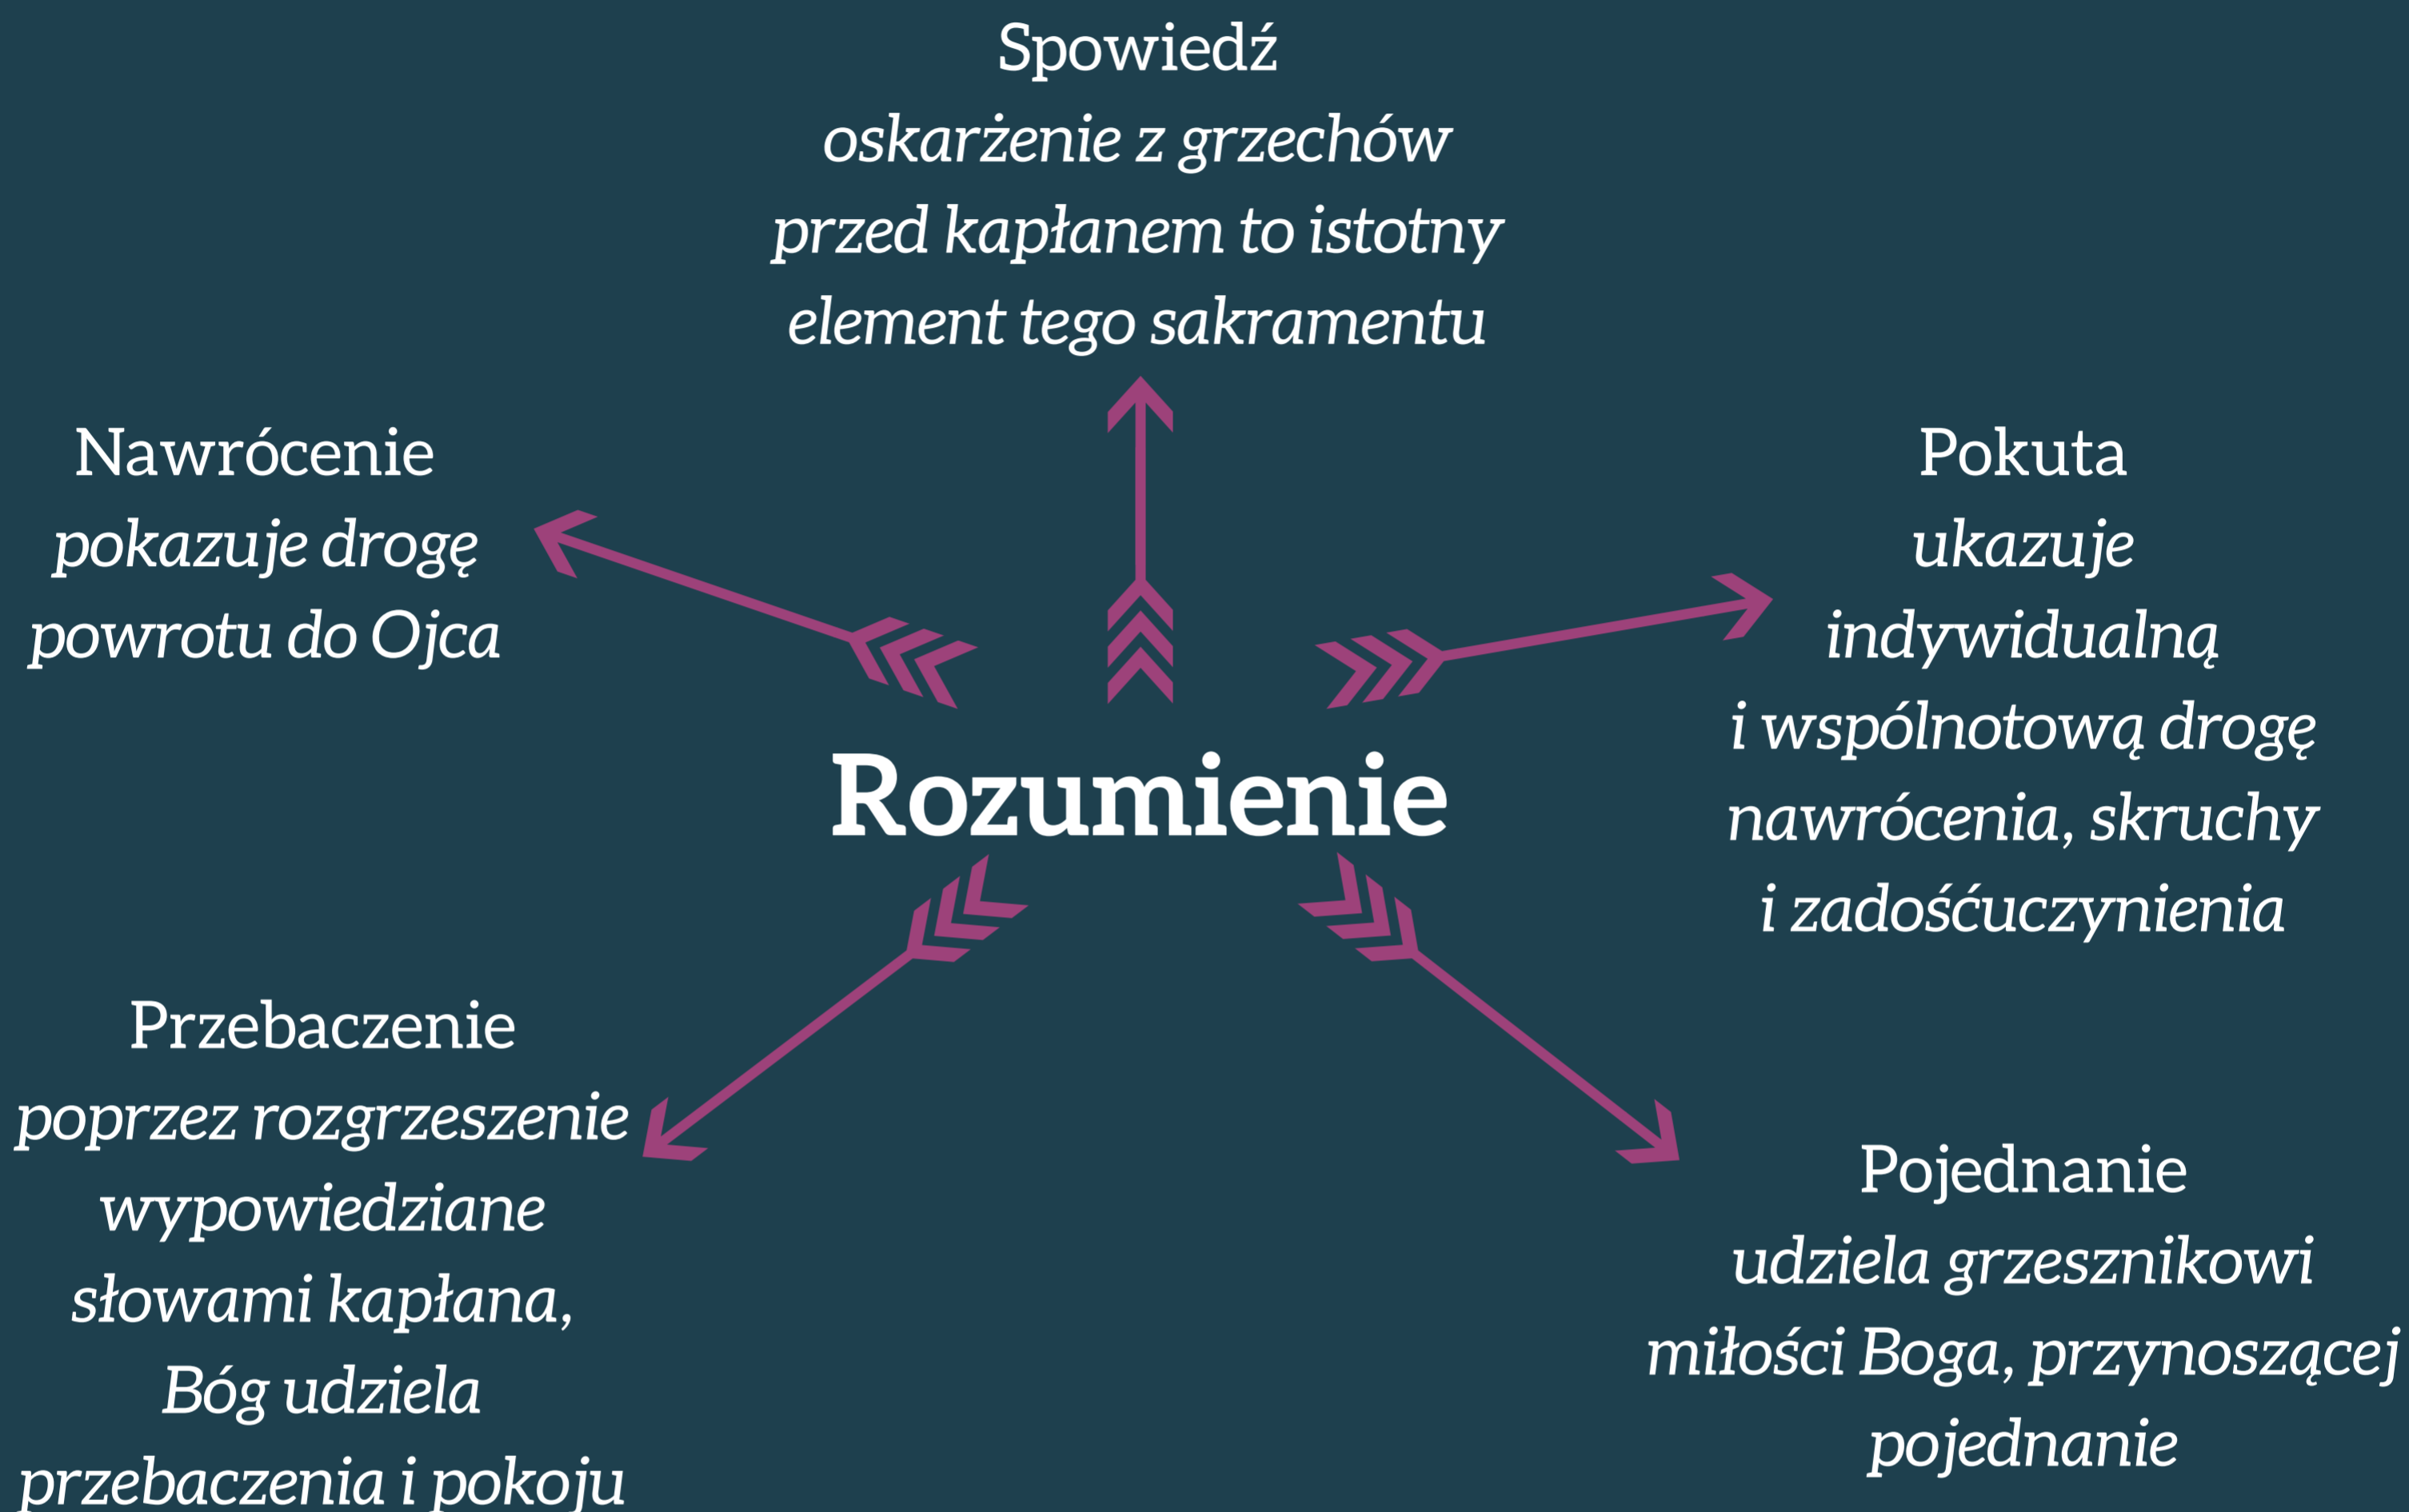 Spowiedź
oskarżenie z grzechów
przed kapłanem to istotny
element tego sakramentu
Nawrócenie
pokazuje drogę
powrotu do Ojca
Pokuta
ukazuje
indywidualną
i wspólnotową drogę
nawrócenia, skruchy
i zadośćuczynienia
Rozumienie
Przebaczenie
poprzez rozgrzeszenie
wypowiedziane
słowami kapłana,
Bóg udziela
przebaczenia i pokoju
Pojednanie
udziela grzesznikowi
miłości Boga, przynoszącej
pojednanie